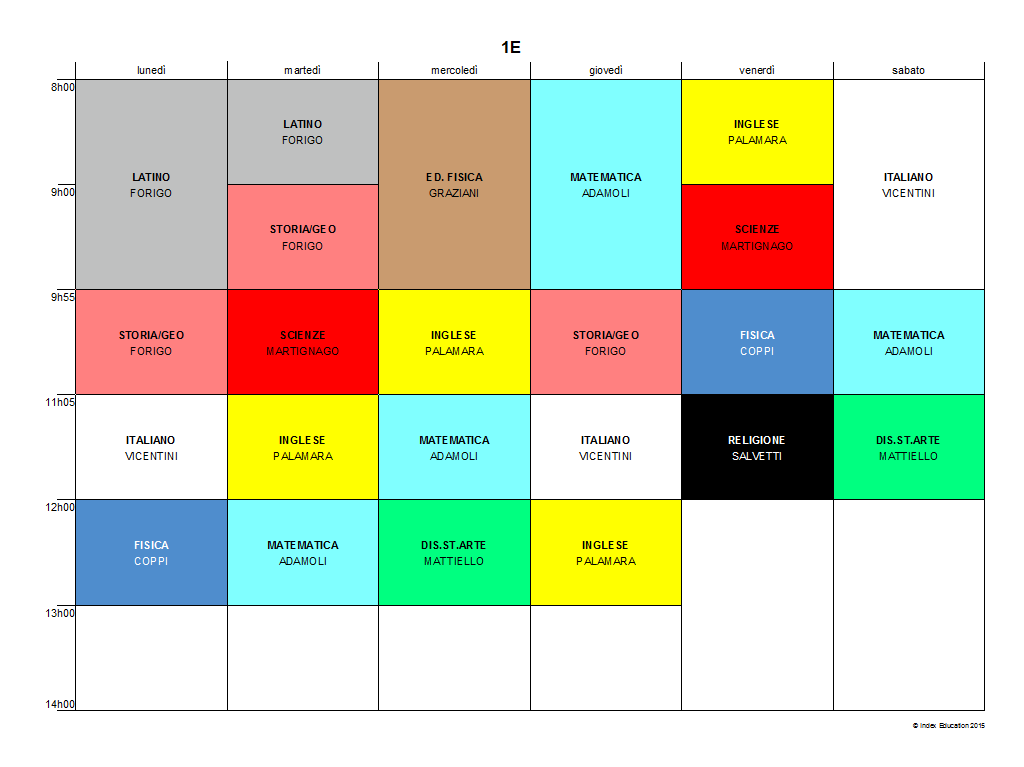 1E
lunedì martedì mercoledì giovedì venerdì sabato
8h00
LATINO
FORIGO
INGLESE
PALAMARA
LATINO
FORIGO
ED. FISICA
GRAZIANI
MATEMATICA
ADAMOLI
ITALIANO
VICENTINI
9h00
STORIA/GEO
FORIGO
SCIENZE
MARTIGNAGO
9h55
STORIA/GEO
FORIGO
SCIENZE
MARTIGNAGO
INGLESE
PALAMARA
STORIA/GEO
FORIGO
FISICA
COPPI
MATEMATICA
ADAMOLI
11h05
ITALIANO
VICENTINI
INGLESE
PALAMARA
MATEMATICA
ADAMOLI
ITALIANO
VICENTINI
RELIGIONE
SALVETTI
DIS.ST.ARTE
MATTIELLO
12h00
FISICA
COPPI
MATEMATICA
ADAMOLI
DIS.ST.ARTE
MATTIELLO
INGLESE
PALAMARA
13h00
14h00
© Index Education 2015